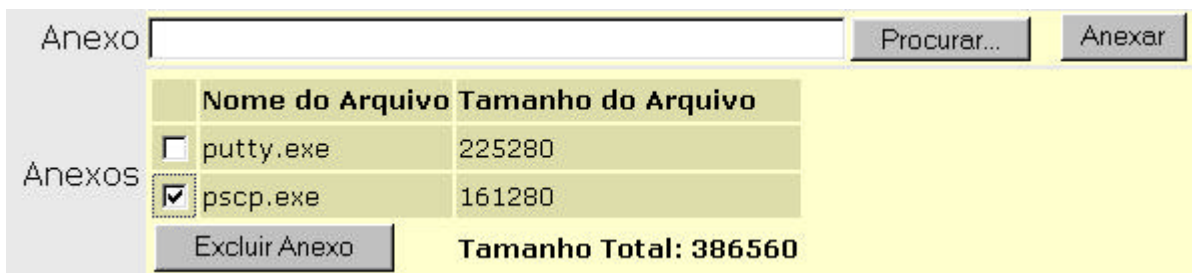 Anexo Procurar... Anexar
Nome do Arquivo Tamanho do Arquivo
putty.exe 225280
Anexos
pscp.exe 161280
Excluir Anexo Tamanho Total: 386560